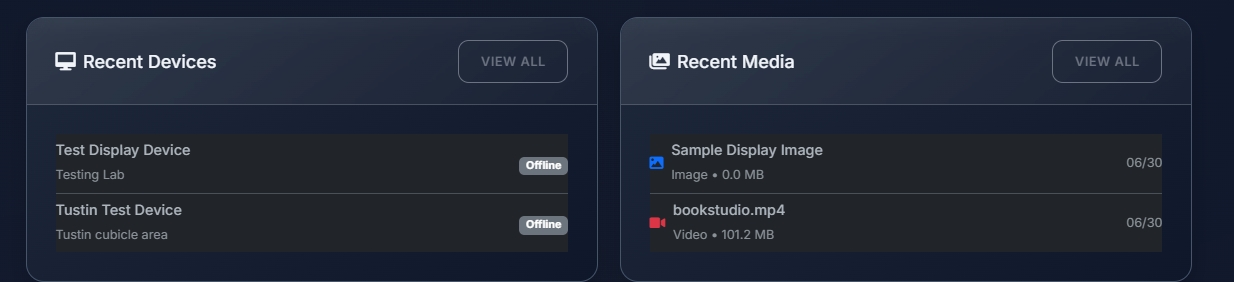 Recent Devices
VIEW ALL
Test Display Device
Testing Lab
Offline
Tustin Test Device
Tustin cubicle area
Offline
Recent Media
VIEW ALL
Sample Display Image
Image • 0.0 MB
06/30
bookstudio.mp4
Video • 101.2 MB
06/30